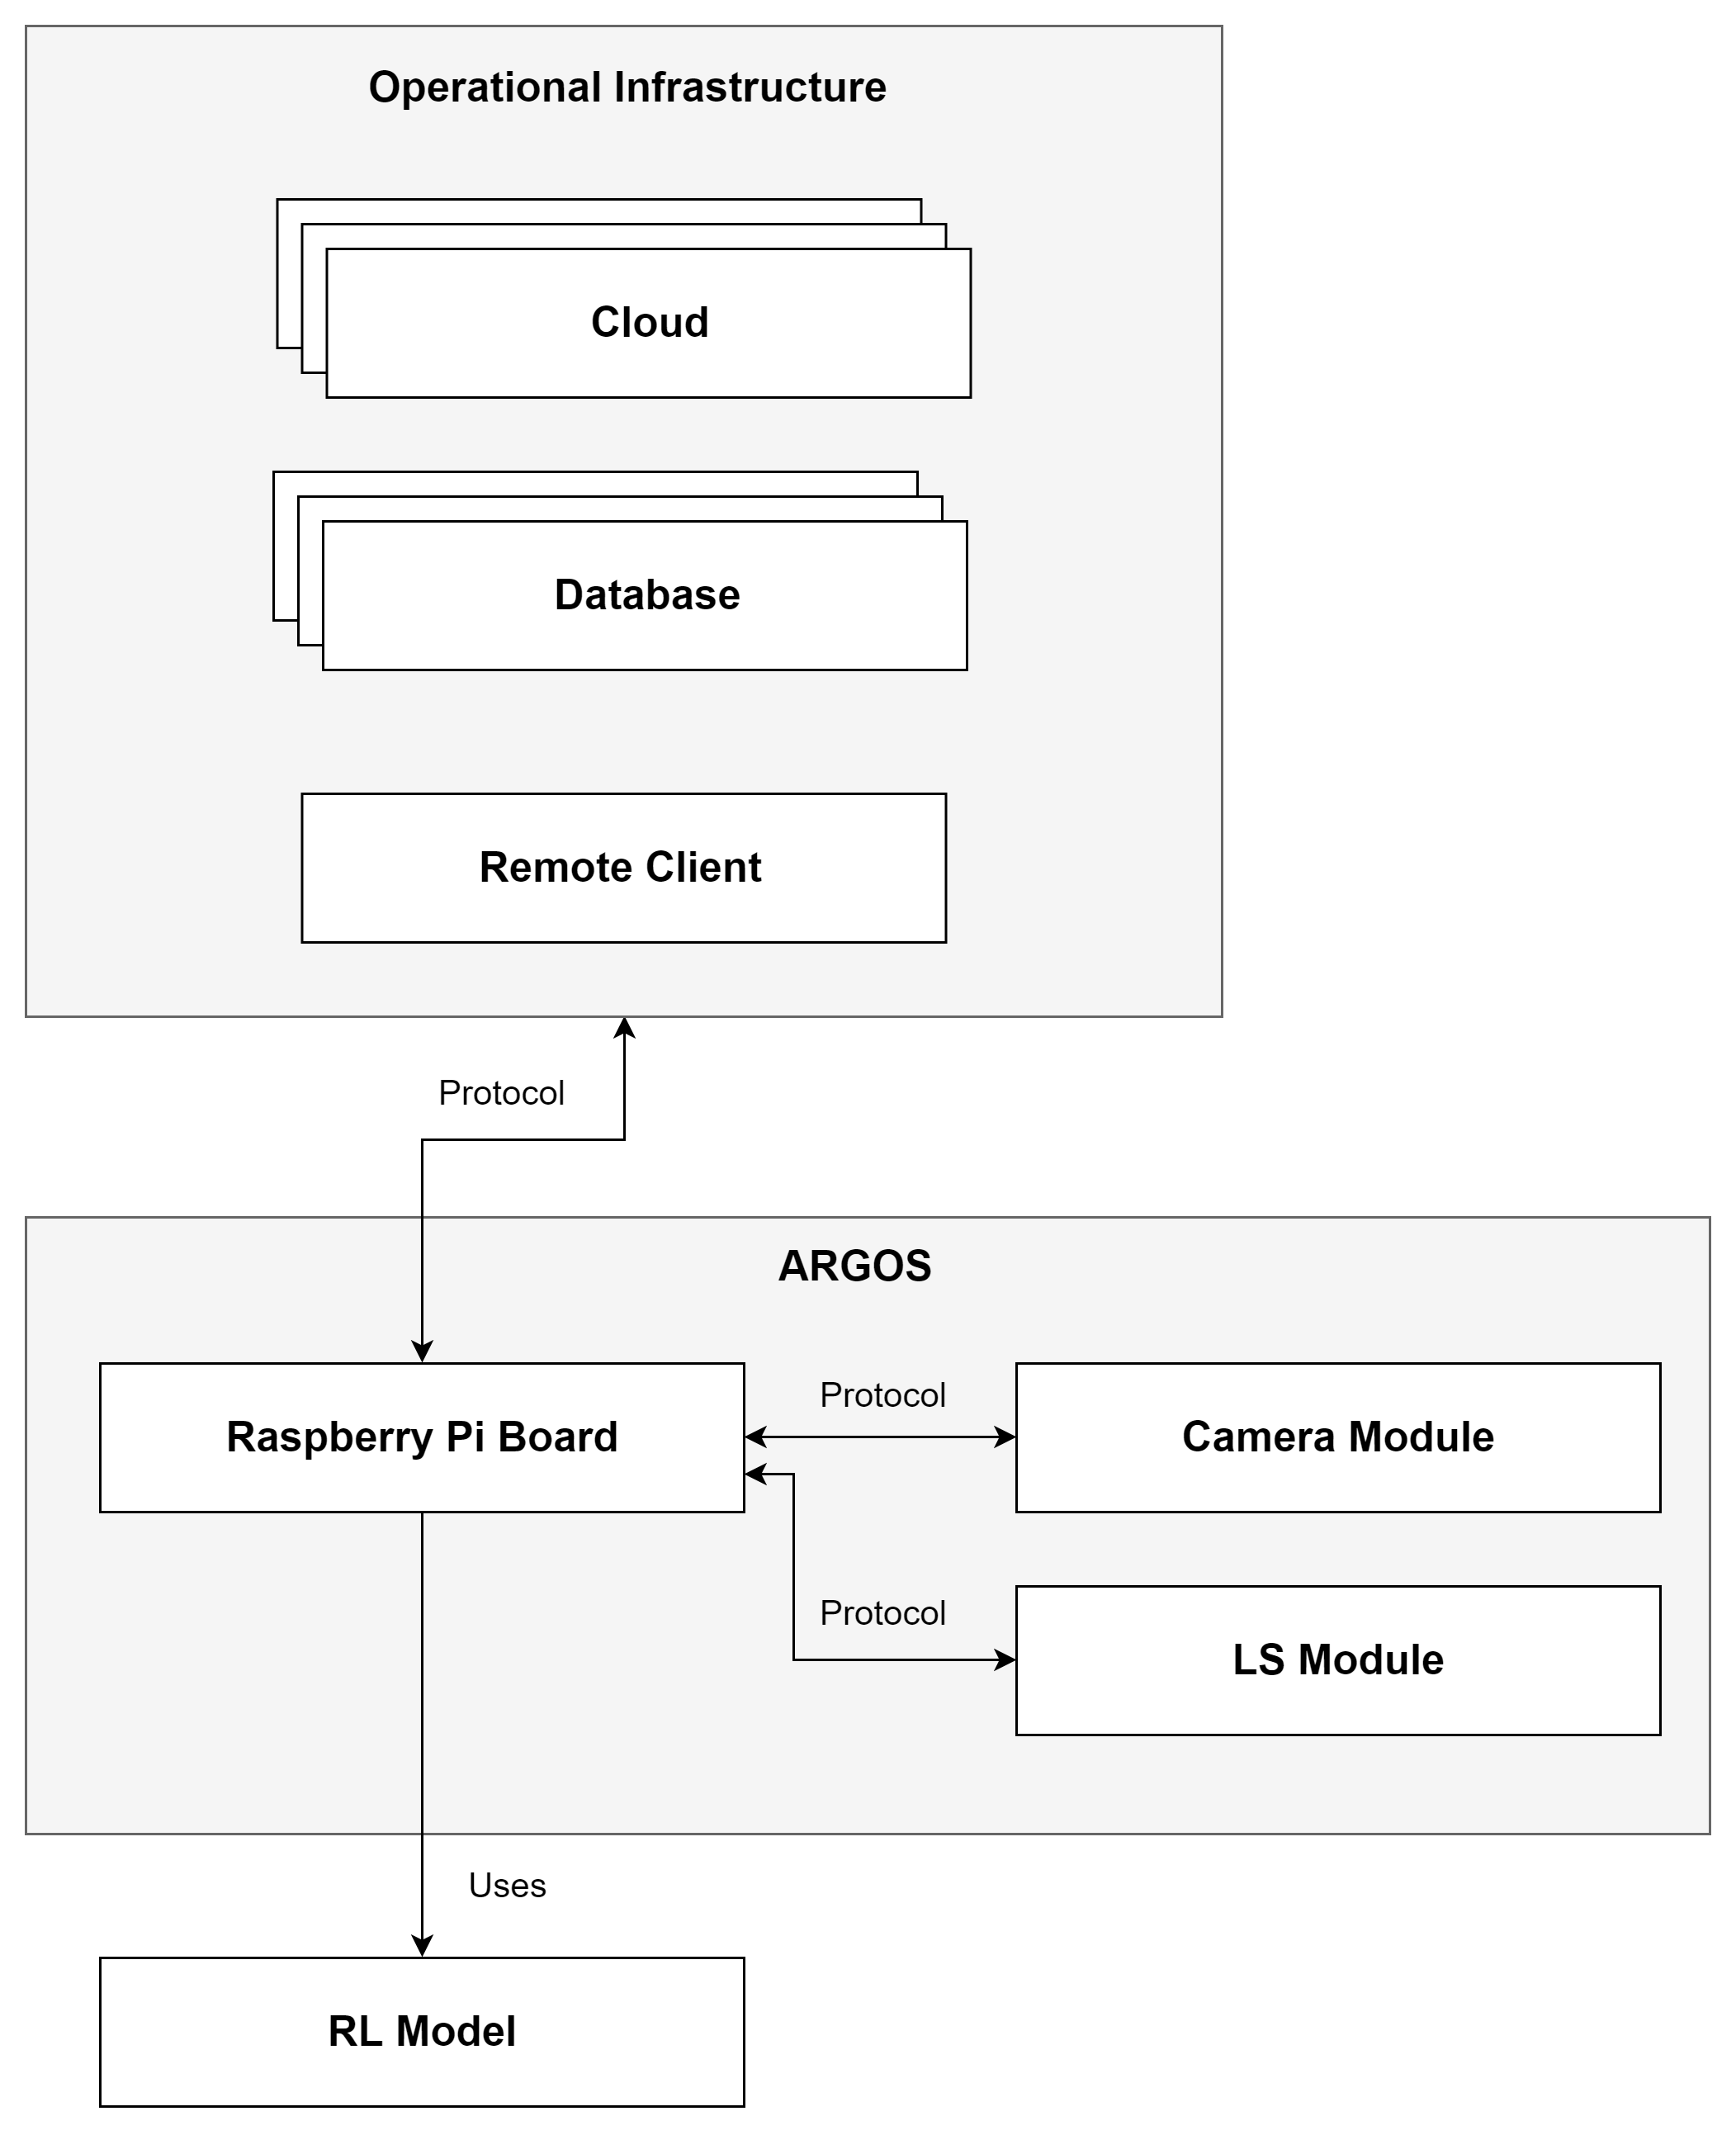 Operational Infrastructure
Cloud
Database
Remote Client
Protocol
ARGOS
Raspberry Pi Board
Protocol
Camera Module
Protocol
LS Module
Uses
RL Model